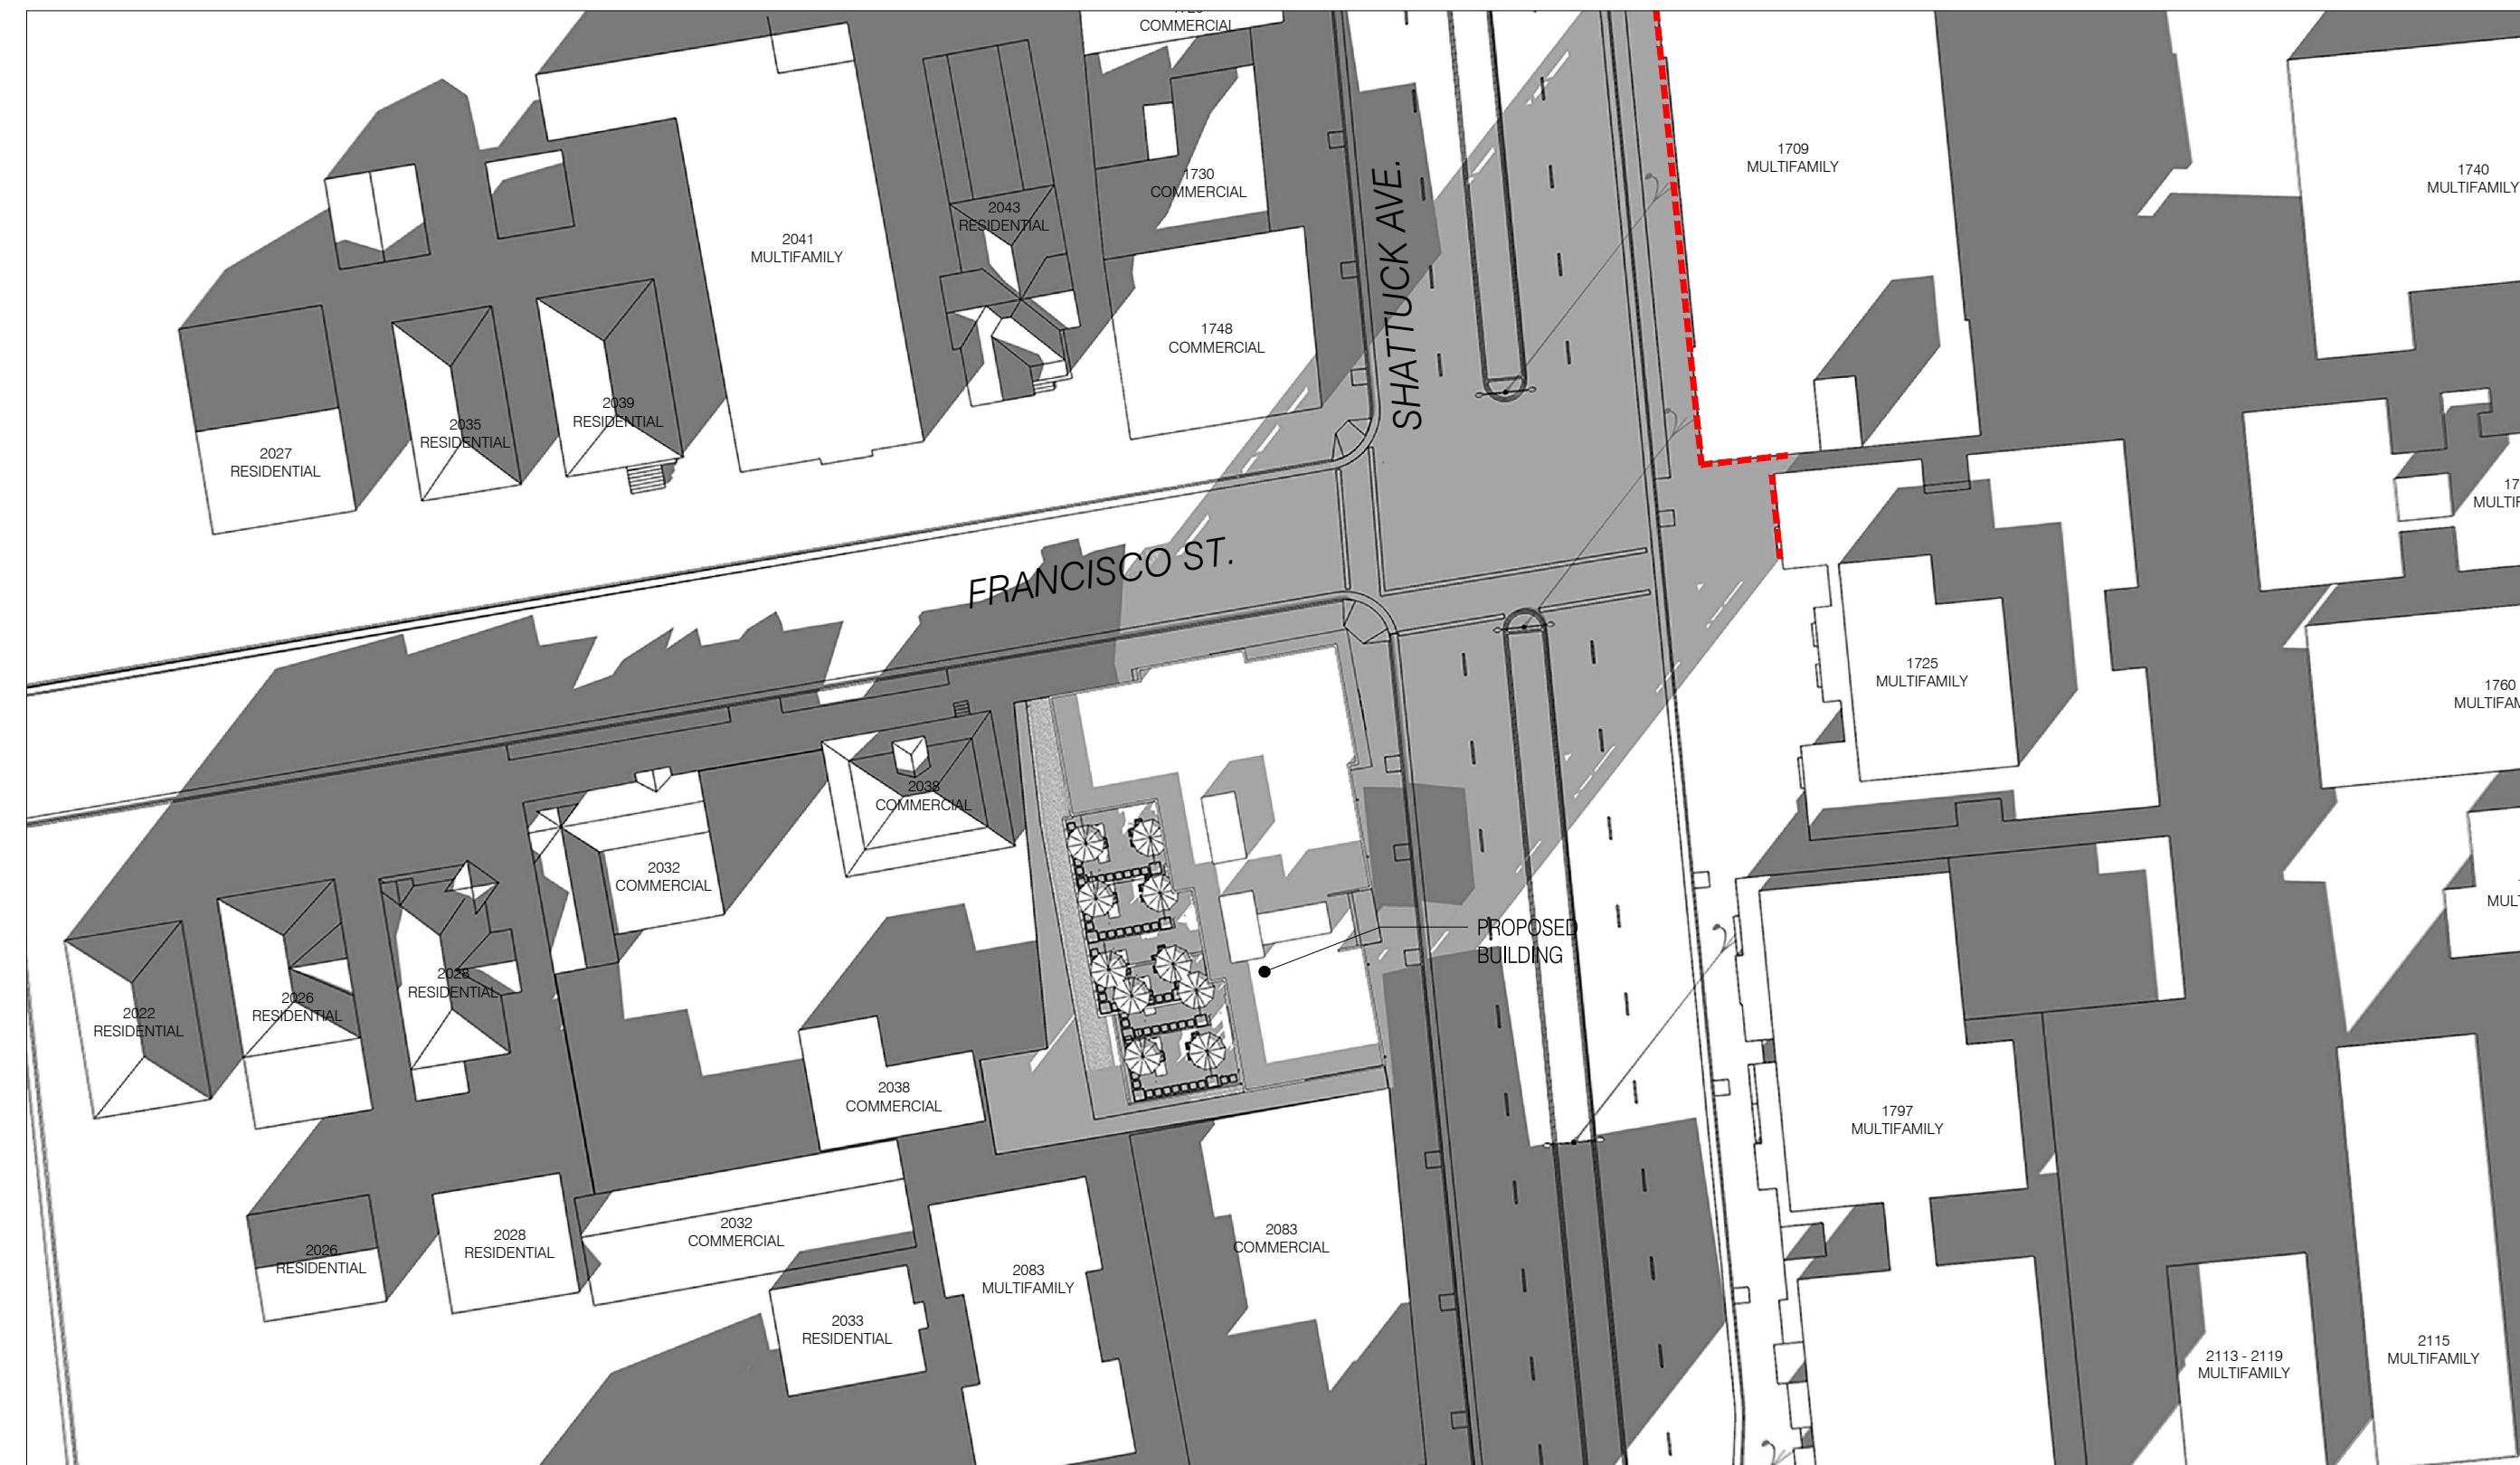 COMMERCIAL
1709
MULTIFAMILY
1740
MULTIFAMILY
1730
COMMERCIAL
2043
RESIDENTIAL
2041
MULTIFAMILY
SHATTUCK AVE.
1748
COMMERCIAL
2039
RESIDENTIAL
2035
RESIDENTIAL
2027
RESIDENTIAL
FRANCISCO ST.
1725
MULTIFAMILY
1760
2038
COMMERCIAL
2032
COMMERCIAL
PROPOSED
BUILDING
2028
RESIDENTIAL
2026
RESIDENTIAL
2022
RESIDENTIAL
2038
COMMERCIAL
1797
MULTIFAMILY
2032
COMMERCIAL
2028
RESIDENTIAL
2026
RESIDENTIAL
2083
COMMERCIAL
2083
MULTIFAMILY
2033
RESIDENTIAL
2113 - 2119
MULTIFAMILY
2115
MULTIFAMILY